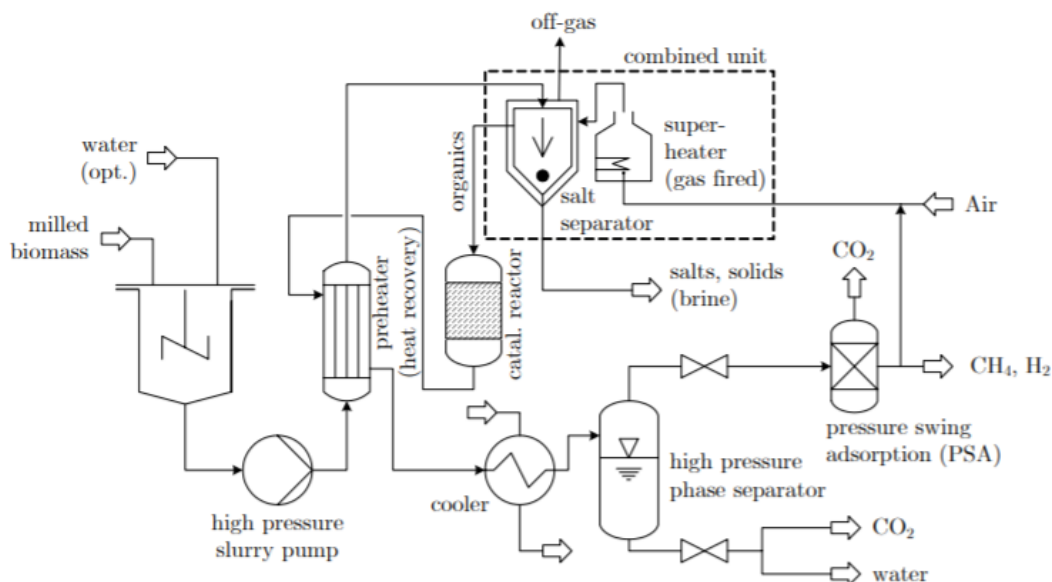 off-gas
combined unit
water
(opt.)
super-
heater
(gas fired)
organics
salt
separator
milled
biomass
Air
CO₂
preheater
(heat recovery)
catal. reactor
salts, solids
(brine)
CH₄, H₂
pressure swing
adsorption (PSA)
high pressure
phase separator
cooler
high pressure
slurry pump
CO₂
water